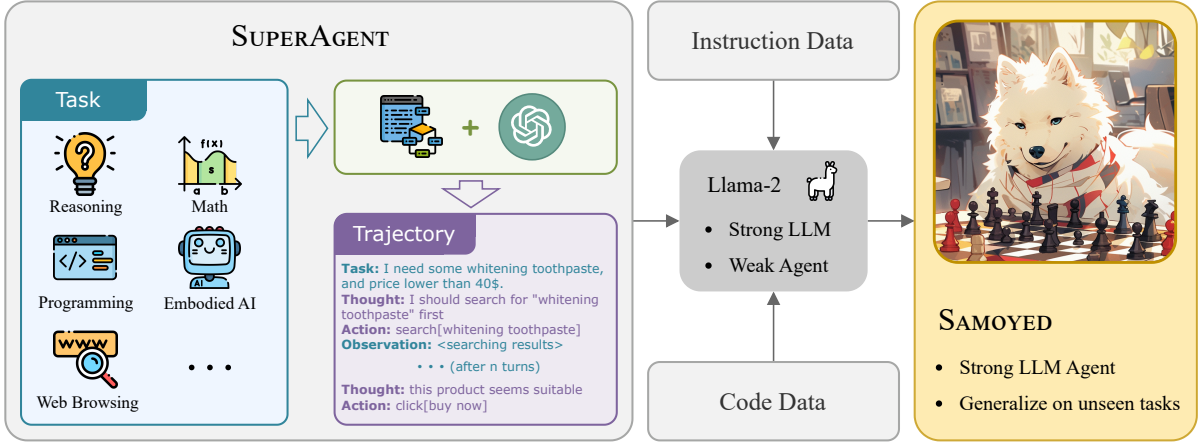 SUPERAGENT
Task
Reasoning
f(x)
s
a b
Math
</>
Programming
AI
Embodied AI
WWW
Web Browsing
• • •
+
Trajectory
Task: I need some whitening toothpaste,
and price lower than 40$.
Thought: I should search for "whitening
toothpaste" first
Action: search[whitening toothpaste]
Observation: <searching results>
• • • (after n turns)
Thought: this product seems suitable
Action: click[buy now]
Instruction Data
Llama-2
• Strong LLM
• Weak Agent
Code Data
SAMOYED
• Strong LLM Agent
• Generalize on unseen tasks